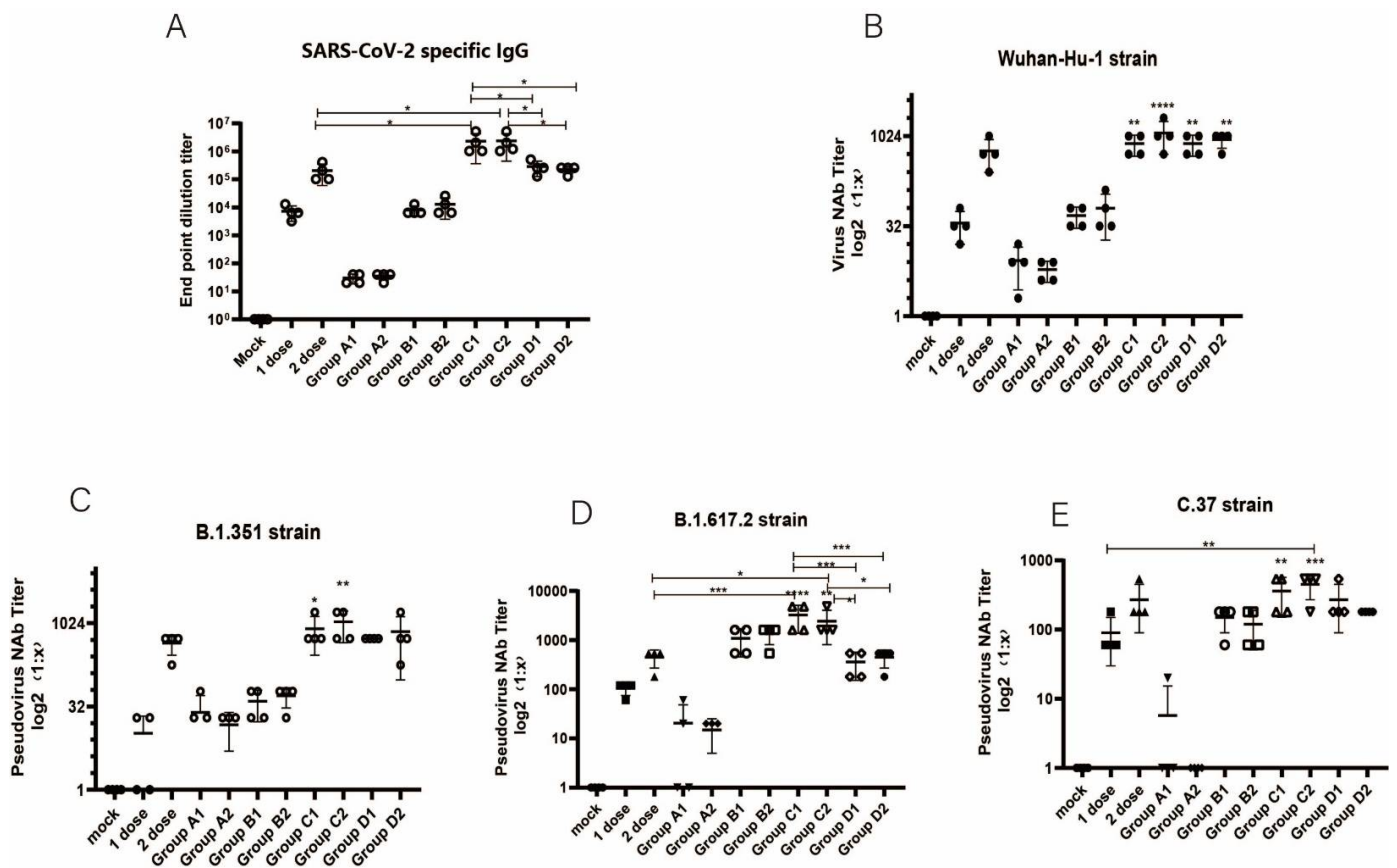 A
SARS-CoV-2 specific IgG
*
*
*
*
*
*
End point dilution titer
10⁷
10⁶
10⁵
10⁴
10³
10²
10¹
10⁰
Mock
1 dose
2 dose
Group A1
Group A2
Group B1
Group B2
Group C1
Group C2
Group D1
Group D2
B
Wuhan-Hu-1 strain
**
****
**
**
Virus NAb Titer
log2 (1:x)
1024
32
1
mock
1 dose
2 dose
Group A1
Group A2
Group B1
Group B2
Group C1
Group C2
Group D1
Group D2
C
B.1.351 strain
*
**
Pseudovirus NAb Titer
log2 (1:x)
1024
32
1
mock
1 dose
2 dose
Group A1
Group A2
Group B1
Group B2
Group C1
Group C2
Group D1
Group D2
D
B.1.617.2 strain
***
***
*
*
***
*
****
**
Pseudovirus NAb Titer
log2 (1:x)
10000
1000
100
10
1
mock
1 dose
2 dose
Group A1
Group A2
Group B1
Group B2
Group C1
Group C2
Group D1
Group D2
E
C.37 strain
**
**
***
Pseudovirus NAb Titer
log2 (1:x)
1000
100
10
1
mock
1 dose
2 dose
Group A1
Group A2
Group B1
Group B2
Group C1
Group C2
Group D1
Group D2